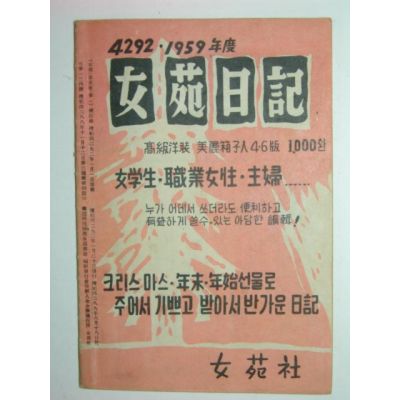 4292·1959年度
女苑日記
高級洋裝 美麗箱子入 4·6版 1,000환
女学生·職業女性·主婦......
누가 어데서 쓰더라도 便利하고
有益하게 쓸수 있는 아담한 編輯!
크리스마스·年末·年始선물로
주어서 기쁘고 받아서 반가운 日記
女苑社